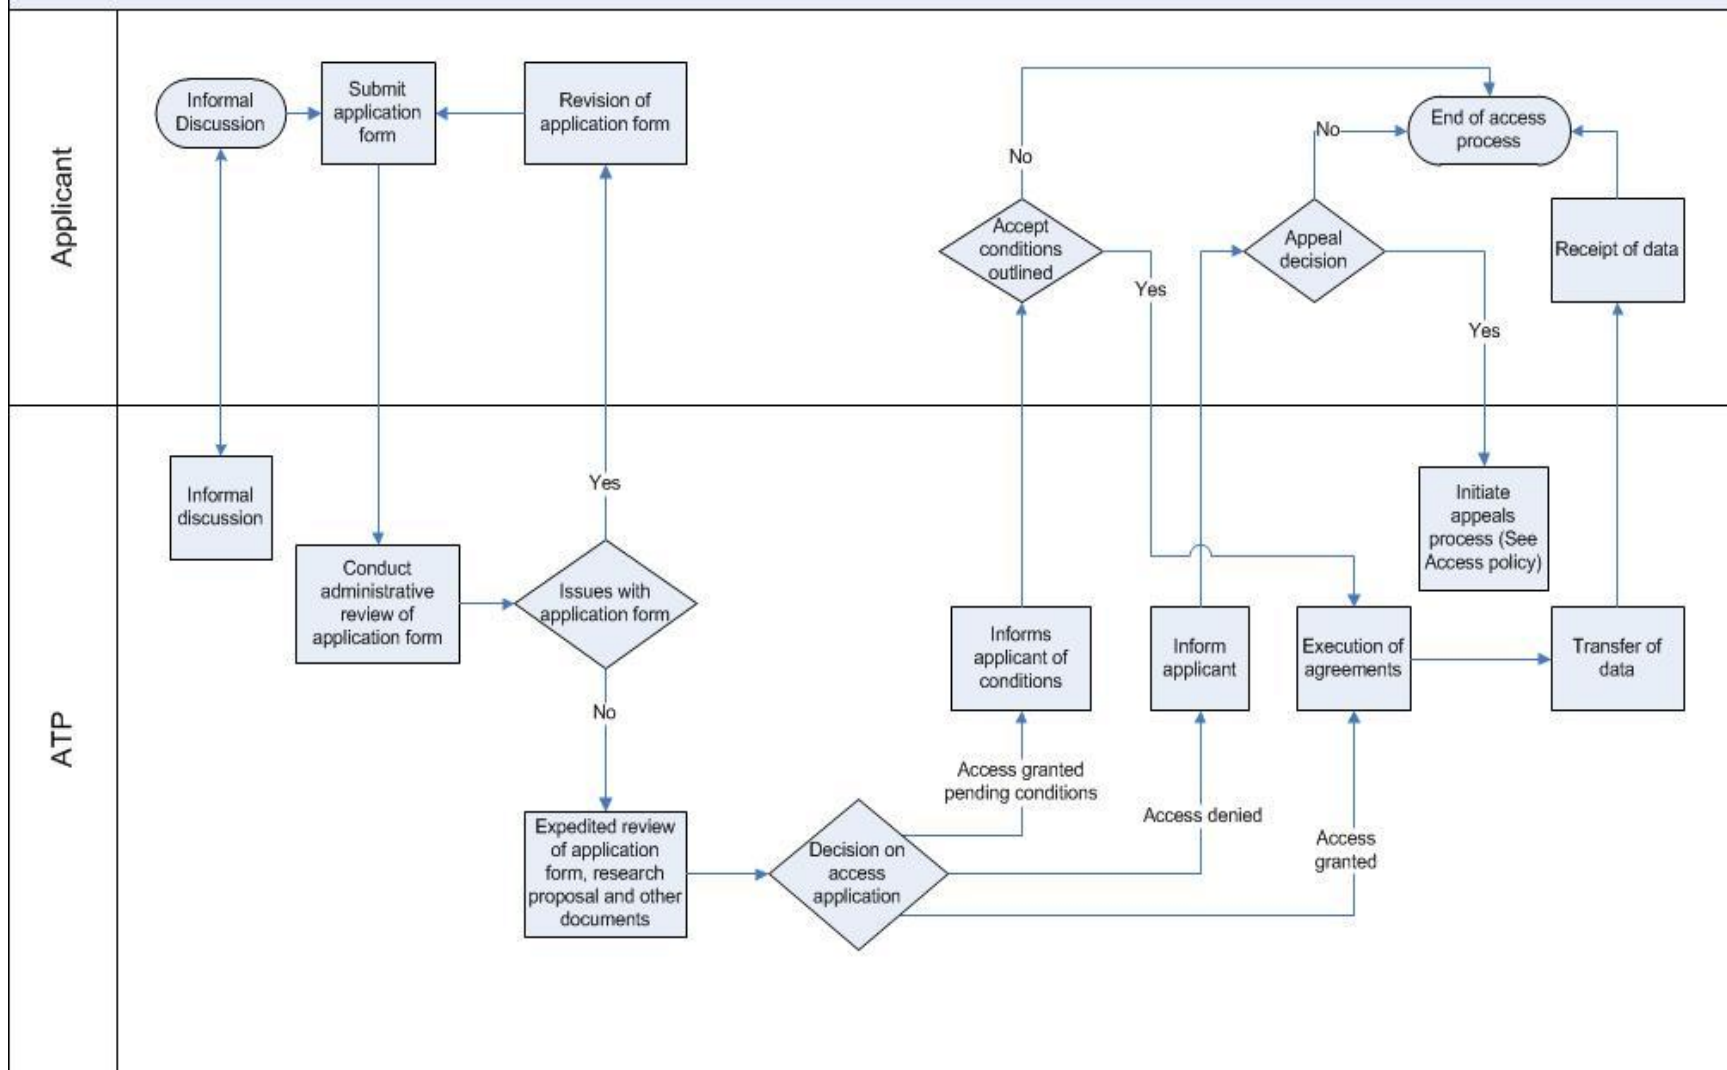 Applicant
Informal
Discussion
Submit
application
form
Revision of
application form
No
Accept
conditions
outlined
Yes
No
Appeal
decision
Yes
End of access
process
Receipt of data
ATP
Informal
discussion
Conduct
administrative
review of
application form
Yes
Issues with
application form
No
Expedited review
of application
form, research
proposal and other
documents
Decision on
access
application
Access granted
pending conditions
Informs
applicant of
conditions
Access denied
Inform
applicant
Access
granted
Execution of
agreements
Initiate
appeals
process (See
Access policy)
Transfer of
data